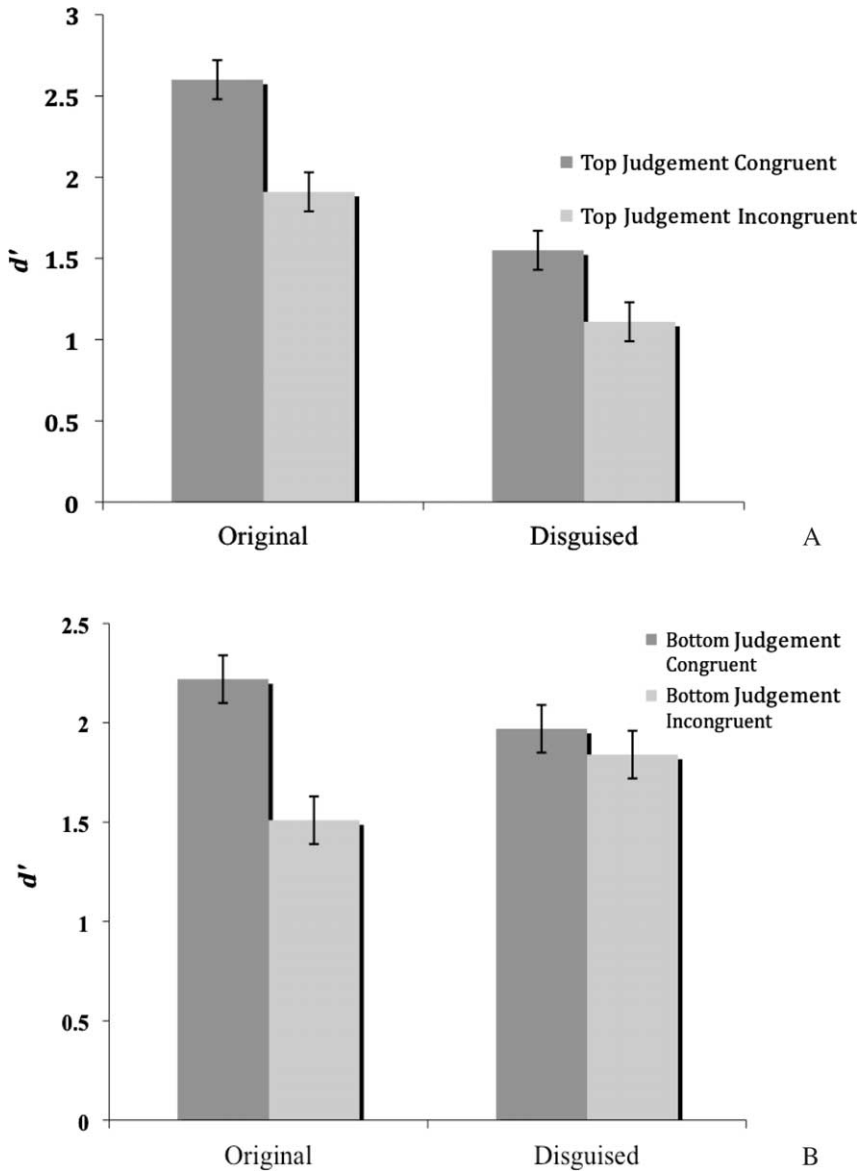 3
2.5
2
1.5
1
0.5
0
d'
Top Judgement Congruent
Top Judgement Incongruent
Original
Disguised
A
2.5
2
1.5
1
0.5
0
d'
Bottom Judgement
Congruent
Bottom Judgement
Incongruent
Original
Disguised
B